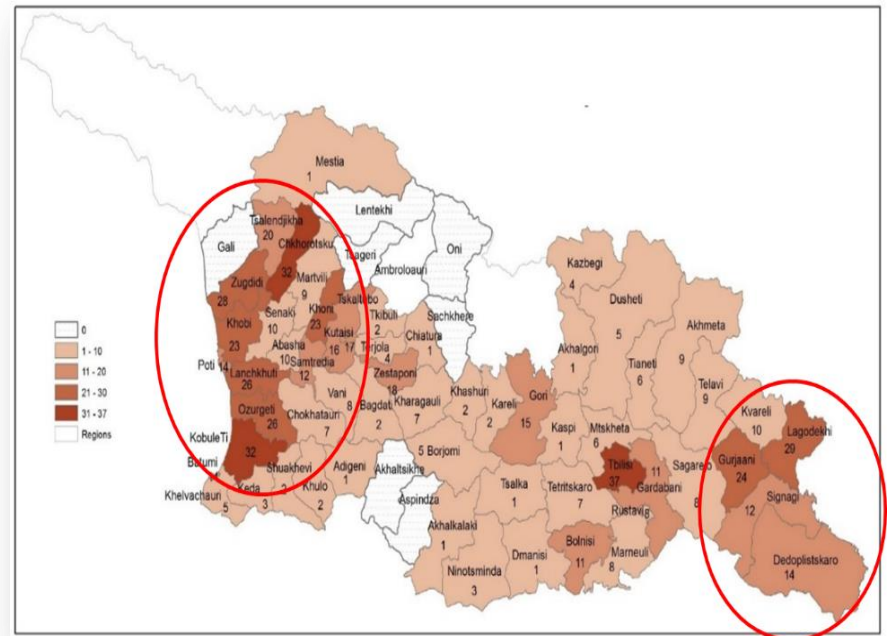 Mestia
1
Lentekhi
Tsalendjikha
20
Oni
Gali
Chkhorotsku
32
Tsageri
Ambroloauri
Kazbegi
4
Zugdidi
28
Martvili
9
Dusheti
5
Khobi
23
Senaki
10
Khoni
23
Tskaltubo
17
Tkibuli
2
Sachkhere
Akhmeta
9
Kutaisi
16
Chiatura
1
Akhalgori
1
Tianeti
6
Abasha
10
Terjola
4
Poti 14
Samtredia
12
Lanchkhuti
26
Zestaponi
18
Khashuri
2
Kareli
2
Gori
15
Telavi
9
Kvareli
10
Vani
8
Bagdati
2
Kharagauli
7
Kaspi
1
Mtskheta
6
Lagodekhi
29
Ozurgeti
26
Chokhatauri
7
Gurjaani
24
KobuleTi
32
5 Borjomi
Tbilisi
37
11
Gardabani
Sagarejo
8
Signagi
12
Batumi
Shuakhevi
Adigeni
1
Akhaltsikhe
Tsalka
1
Tetritskaro
7
Rustavi
Khelvachauri
5
Keda
3
Khulo
2
Aspindza
Dedoplistskaro
14
Akhalkalaki
1
Dmanisi
1
Bolnisi
11
Marneuli
8
Ninotsminda
3
0
1 - 10
11 - 20
21 - 30
31 - 37
Regions